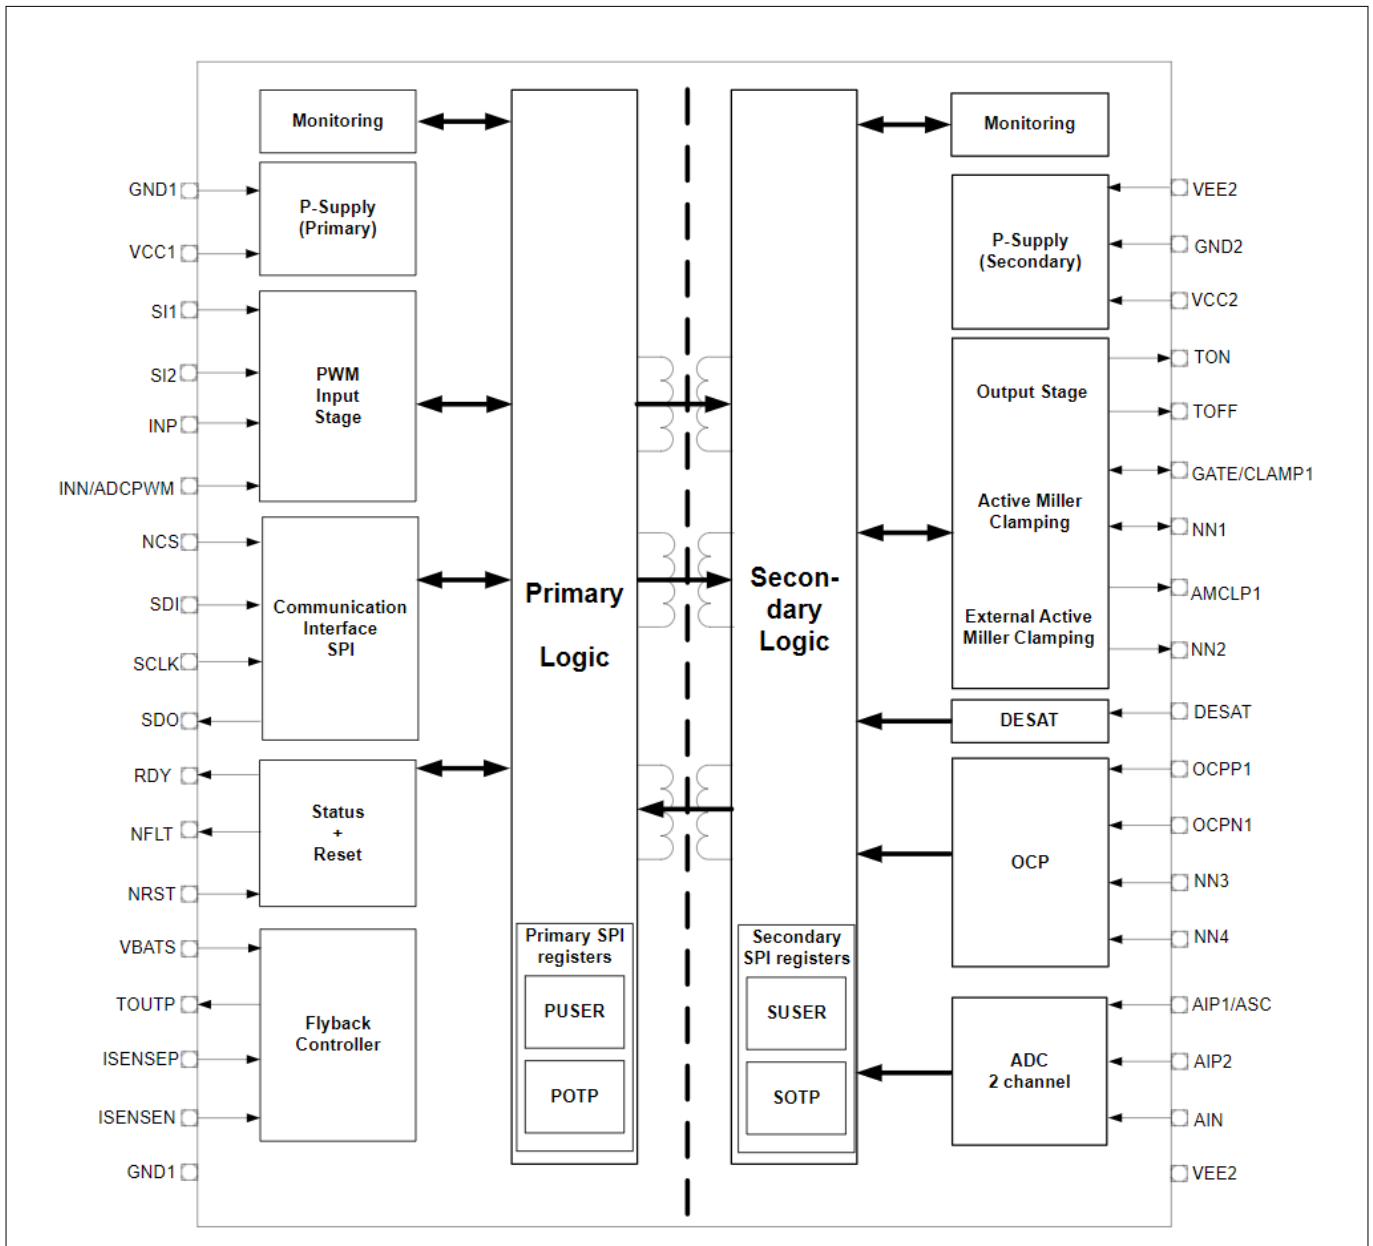 Monitoring
GND1
P-Supply
(Primary)
VCC1
SI1
SI2
PWM
Input
Stage
INP
INN/ADCPWM
NCS
SDI
Communication
Interface
SPI
SCLK
SDO
RDY
Status
+
Reset
NFLT
NRST
VBATS
TOUTP
Flyback
Controller
ISENSEP
ISENSEN
GND1
Primary
Logic
Primary SPI
registers
PUSER
POTP
Secon-
dary
Logic
Secondary
SPI registers
SUSER
SOTP
Monitoring
VEE2
P-Supply
(Secondary)
GND2
VCC2
TON
Output Stage
TOFF
GATE/CLAMP1
Active Miller
Clamping
NN1
AMCLP1
External Active
Miller Clamping
NN2
DESAT
DESAT
OCPP1
OCPN1
OCP
NN3
NN4
AIP1/ASC
ADC
2 channel
AIP2
AIN
VEE2